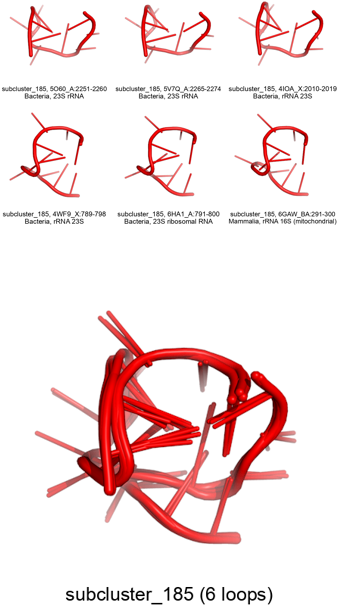 subcluster_185, 5O60_A:2251-2260
Bacteria, 23S rRNA
subcluster_185, 5V7Q_A:2265-2274
Bacteria, 23S rRNA
subcluster_185, 4IOA_X:2010-2019
Bacteria, rRNA 23S
subcluster_185, 4WF9_X:789-798
Bacteria, rRNA 23S
subcluster_185, 6HA1_A:791-800
Bacteria, 23S ribosomal RNA
subcluster_185, 6GAW_BA:291-300
Mammalia, rRNA 16S (mitochondrial)
subcluster_185 (6 loops)